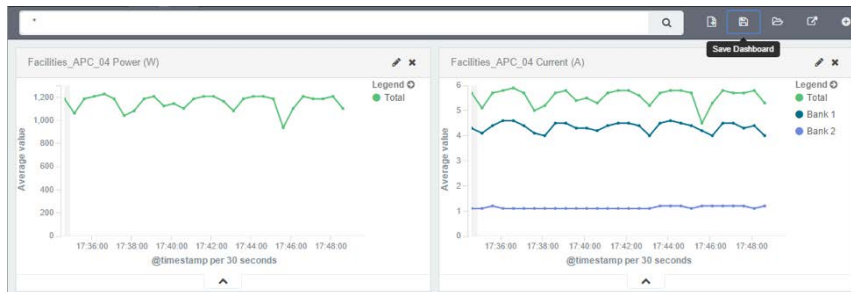 *
Save Dashboard
Facilities_APC_04 Power (W)
Legend
Total
1,200
1,000
800
600
400
200
0
Average value
17:36:00 17:38:00 17:40:00 17:42:00 17:44:00 17:46:00 17:48:00
@timestamp per 30 seconds
Facilities_APC_04 Current (A)
Legend
Total
Bank 1
Bank 2
6
5
4
3
2
1
0
Average value
17:36:00 17:38:00 17:40:00 17:42:00 17:44:00 17:46:00 17:48:00
@timestamp per 30 seconds